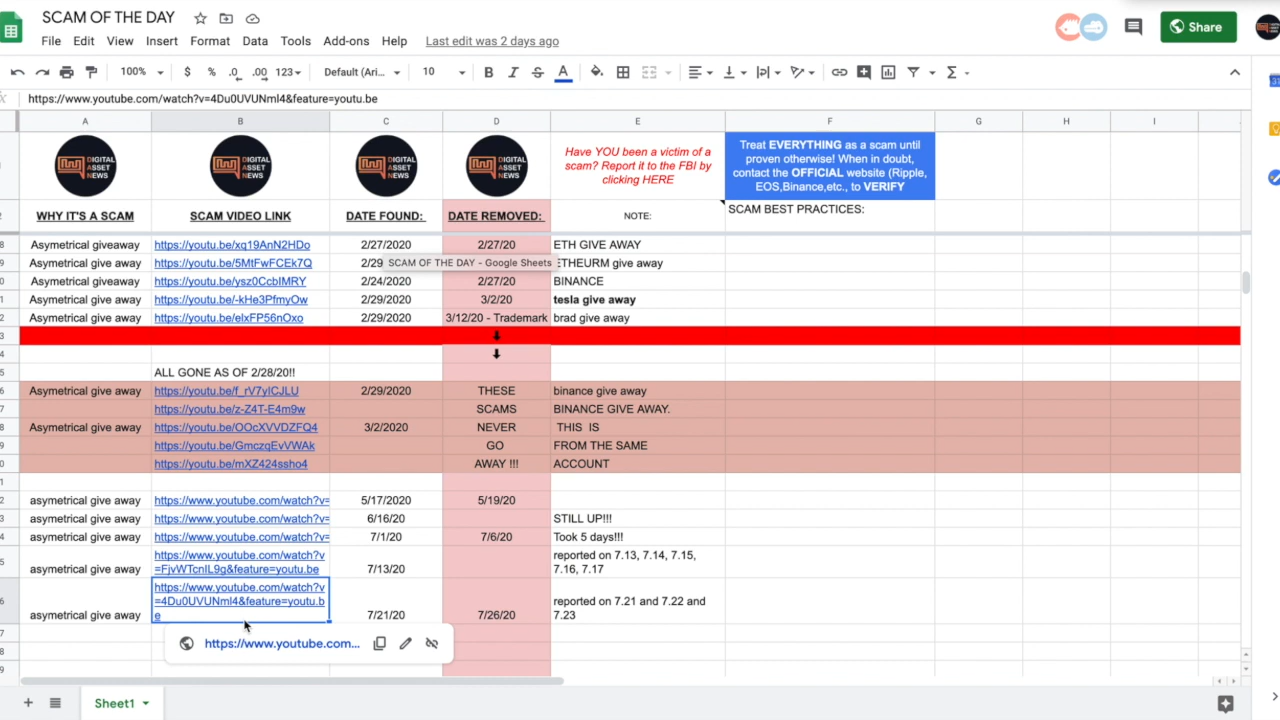 SCAM OF THE DAY
File Edit View Insert Format Data Tools Add-ons Help Last edit was 2 days ago
Share
100% $ % .0 .00 123 Default (Ari... 10 B I S A
https://www.youtube.com/watch?v=4Du0UVUNml4&feature=youtu.be
A B C D E F G H I
DIGITAL ASSET NEWS DIGITAL ASSET NEWS DIGITAL ASSET NEWS DIGITAL ASSET NEWS
Have YOU been a victim of a
scam? Report it to the FBI by
clicking HERE
Treat EVERYTHING as a scam until
proven otherwise! When in doubt,
contact the OFFICIAL website (Ripple,
EOS,Binance,etc., to VERIFY
WHY IT'S A SCAM SCAM VIDEO LINK DATE FOUND: DATE REMOVED: NOTE: SCAM BEST PRACTICES:
Asymetrical giveaway https://youtu.be/xq19AnN2HDo 2/27/2020 2/27/20 ETH GIVE AWAY
Asymetrical give away https://youtu.be/5MtFwFCEk7Q 2/29 SCAM OF THE DAY - Google Sheets ETHEURM give away
Asymetrical give away https://youtu.be/ysz0CcbIMRY 2/24/2020 2/27/20 BINANCE
Asymetrical give away https://youtu.be/-kHe3PfmyOw 2/29/2020 3/2/20 tesla give away
Asymetrical give away https://youtu.be/elxFP56nOxo 2/29/2020 3/12/20 - Trademark brad give away
ALL GONE AS OF 2/28/20!!
Asymetrical give away https://youtu.be/f_rV7yICJLU 2/29/2020 THESE binance give away
https://youtu.be/z-Z4T-E4m9w SCAMS BINANCE GIVE AWAY.
Asymetrical give away https://youtu.be/OOcXVVDZFQ4 3/2/2020 NEVER THIS IS
https://youtu.be/GmczqEvVWAk GO FROM THE SAME
https://youtu.be/mXZ424ssho4 AWAY !!! ACCOUNT
asymetrical give away https://www.youtube.com/watch?v= 5/17/2020 5/19/20
asymetrical give away https://www.youtube.com/watch?v= 6/16/20 STILL UP!!!
asymetrical give away https://www.youtube.com/watch?v= 7/1/20 7/6/20 Took 5 days!!!
https://www.youtube.com/watch?v reported on 7.13, 7.14, 7.15,
asymetrical give away =FjvWTcnIL9g&feature=youtu.be 7/13/20 7.16, 7.17
https://www.youtube.com/watch?v
=4Du0UVUNml4&feature=youtu.b reported on 7.21 and 7.22 and
asymetrical give away e 7/21/20 7/26/20 7.23
https://www.youtube.com...
Sheet1